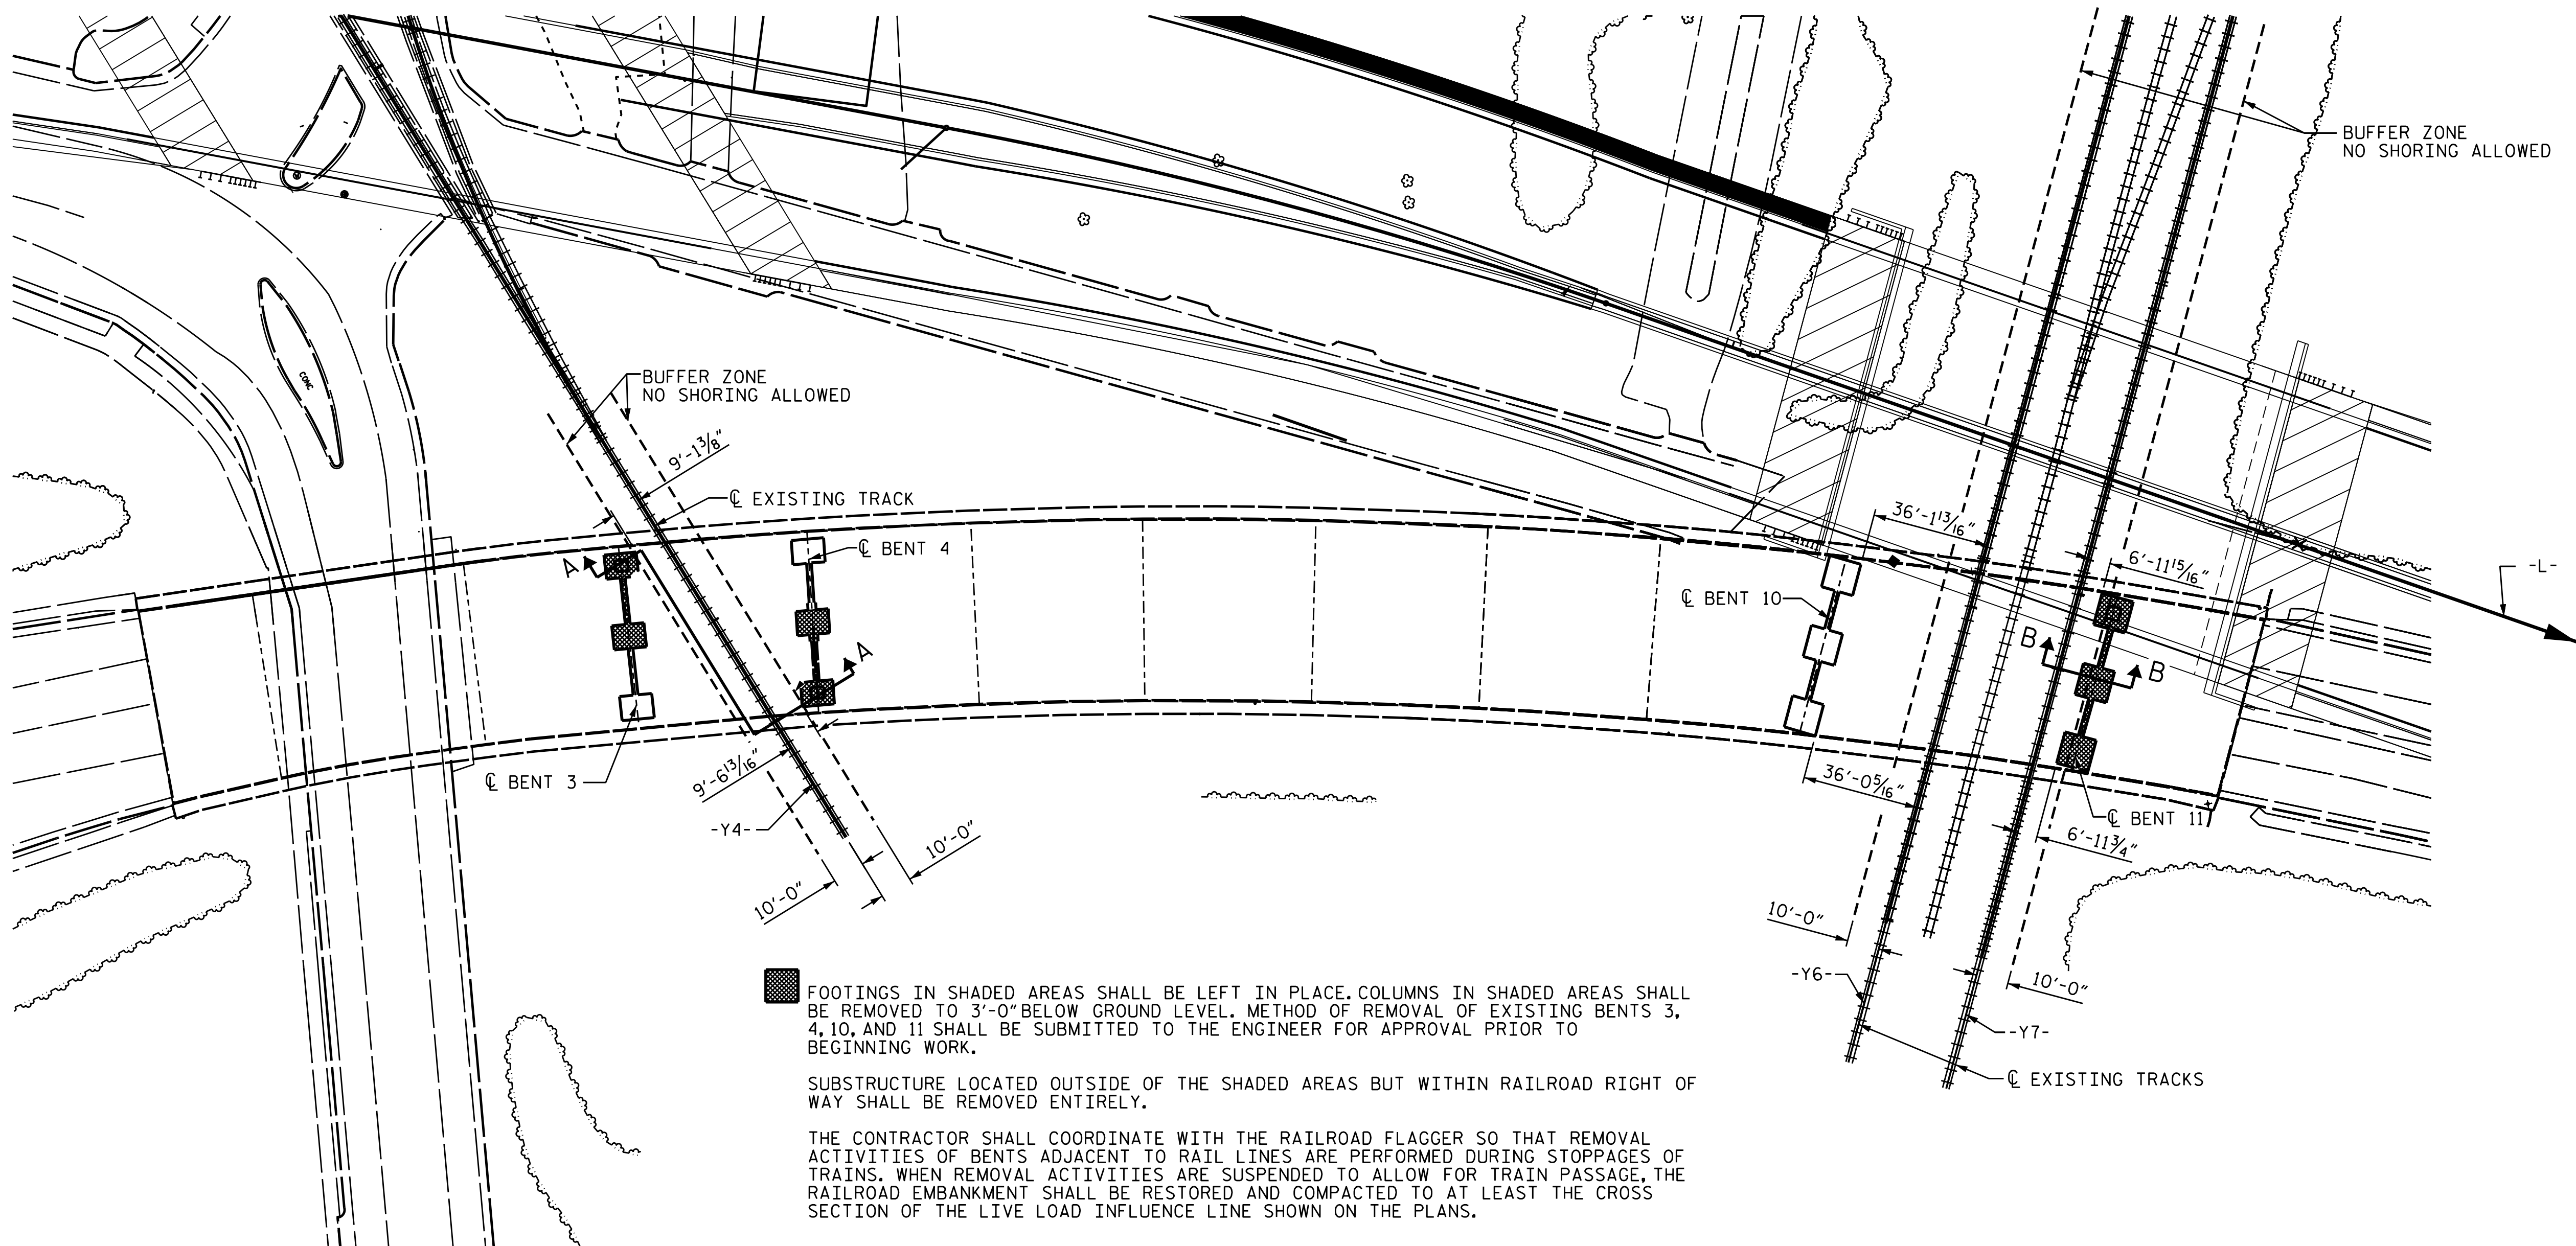 BUFFER ZONE
NO SHORING ALLOWED
CONC
BUFFER ZONE
NO SHORING ALLOWED
9'-1 3/8"
℄ EXISTING TRACK
36'-1 13/16"
A
℄ BENT 4
6'-11 15/16"
-L-
℄ BENT 10
B
B
A
℄ BENT 3
9'-6 13/16"
36'-0 5/16"
-Y4-
℄ BENT 11
10'-0"
6'-11 3/4"
10'-0"
10'-0"
-Y6-
10'-0"
-Y7-
℄ EXISTING TRACKS
FOOTINGS IN SHADED AREAS SHALL BE LEFT IN PLACE. COLUMNS IN SHADED AREAS SHALL
BE REMOVED TO 3'-0" BELOW GROUND LEVEL. METHOD OF REMOVAL OF EXISTING BENTS 3,
4, 10, AND 11 SHALL BE SUBMITTED TO THE ENGINEER FOR APPROVAL PRIOR TO
BEGINNING WORK.
SUBSTRUCTURE LOCATED OUTSIDE OF THE SHADED AREAS BUT WITHIN RAILROAD RIGHT OF
WAY SHALL BE REMOVED ENTIRELY.
THE CONTRACTOR SHALL COORDINATE WITH THE RAILROAD FLAGGER SO THAT REMOVAL
ACTIVITIES OF BENTS ADJACENT TO RAIL LINES ARE PERFORMED DURING STOPPAGES OF
TRAINS. WHEN REMOVAL ACTIVITIES ARE SUSPENDED TO ALLOW FOR TRAIN PASSAGE, THE
RAILROAD EMBANKMENT SHALL BE RESTORED AND COMPACTED TO AT LEAST THE CROSS
SECTION OF THE LIVE LOAD INFLUENCE LINE SHOWN ON THE PLANS.